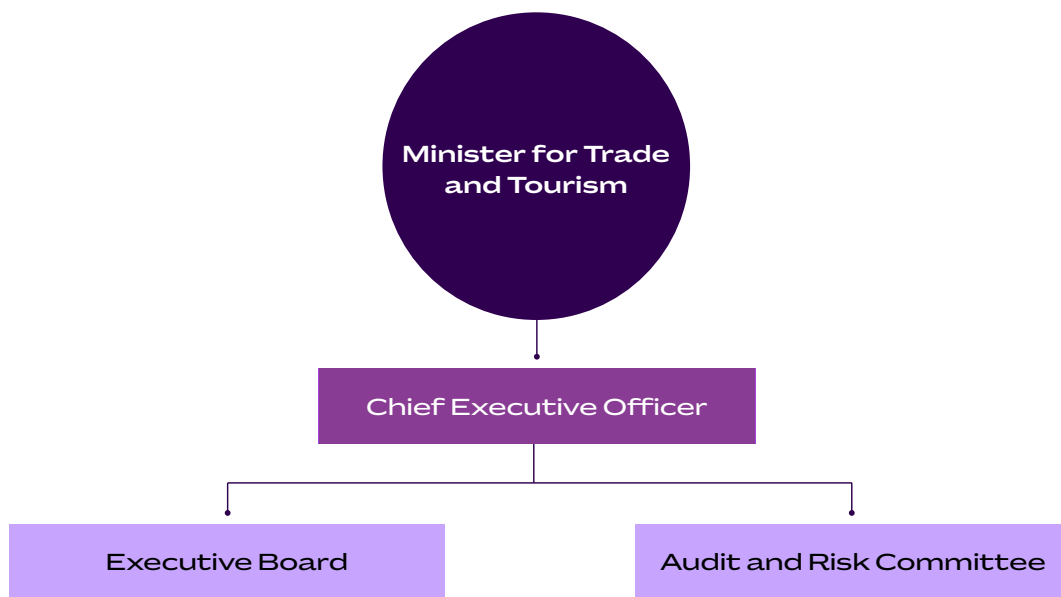 Minister for Trade
and Tourism
Chief Executive Officer
Executive Board
Audit and Risk Committee